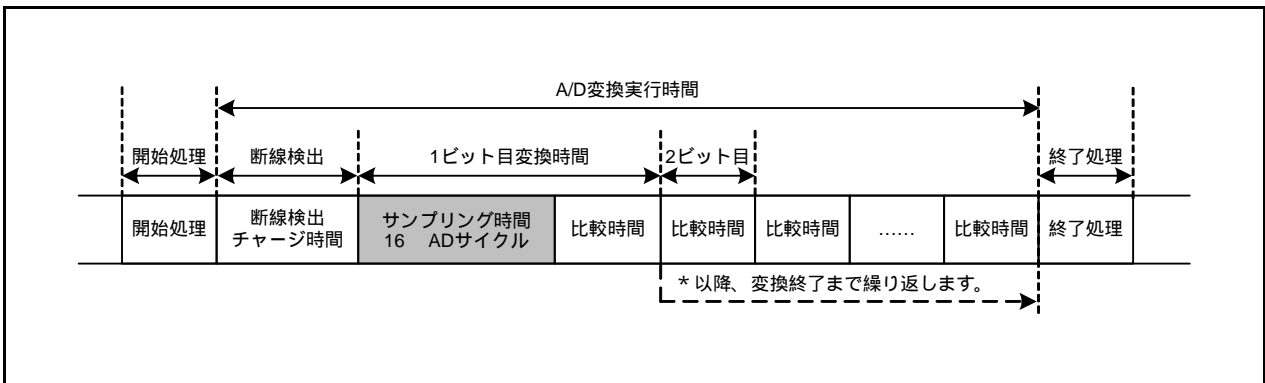 A/D変換実行時間
開始処理
断線検出
1ビット目変換時間
2ビット目
終了処理
開始処理
断線検出
チャージ時間
サンプリング時間
16 ADサイクル
比較時間
比較時間
比較時間
......
比較時間
終了処理
* 以降、変換終了まで繰り返します。